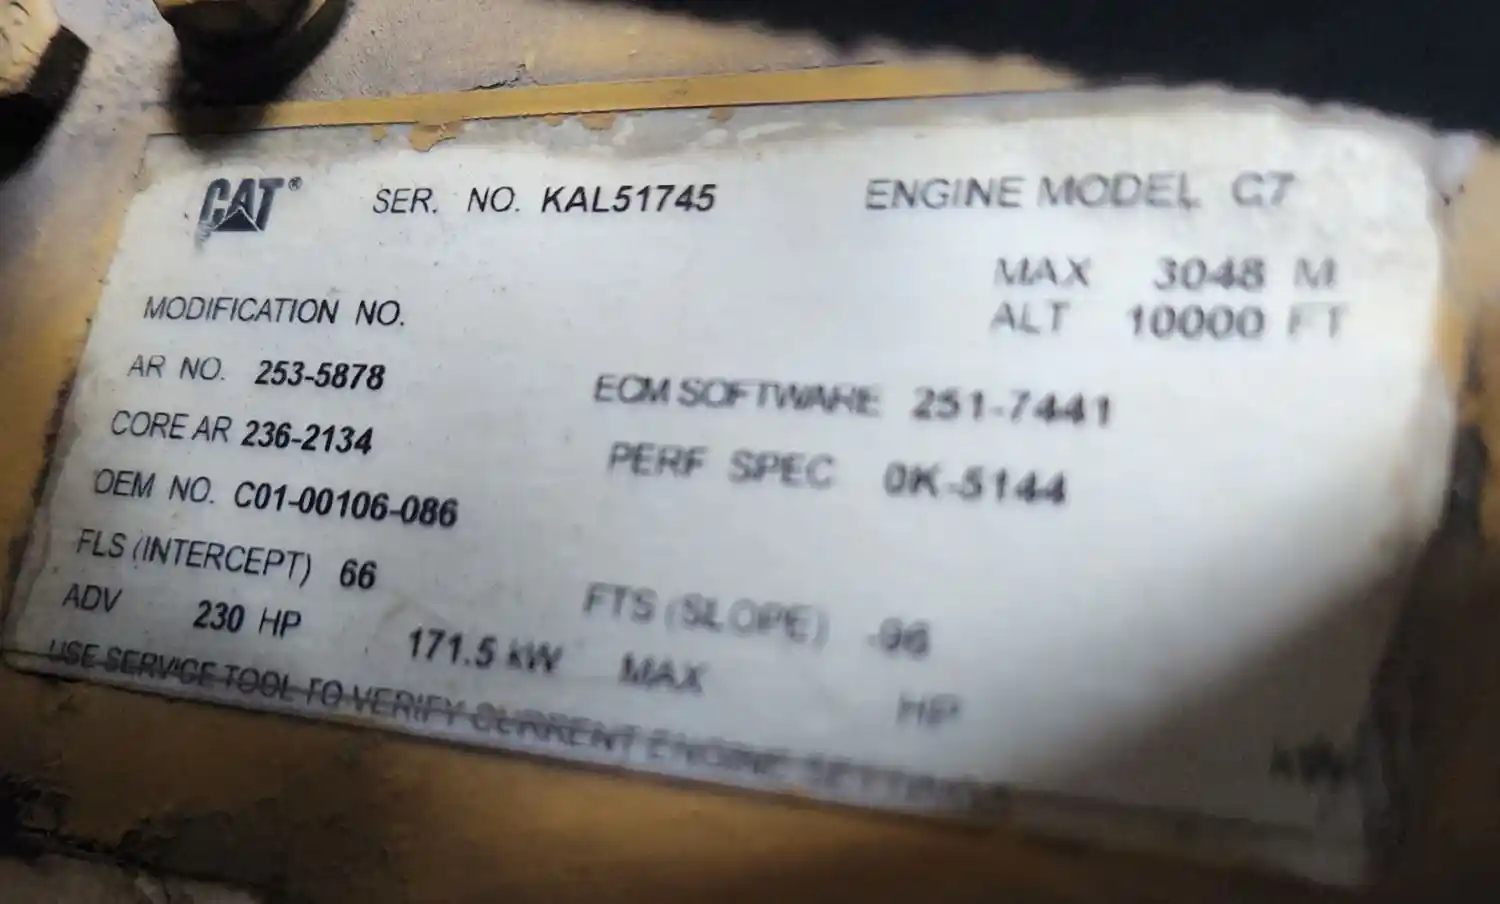 CAT® SER. NO. KAL51745 ENGINE MODEL C7
MAX 3048 M
ALT 10000 FT
MODIFICATION NO.
AR NO. 253-5878
ECM SOFTWARE 251-7441
CORE AR 236-2134
PERF SPEC 0K-5144
OEM NO. C01-00106-086
FLS (INTERCEPT) 66 FTS (SLOPE) -96
ADV 230 HP 171.5 kW MAX HP kW
USE SERVICE TOOL TO VERIFY CURRENT ENGINE SETTINGS